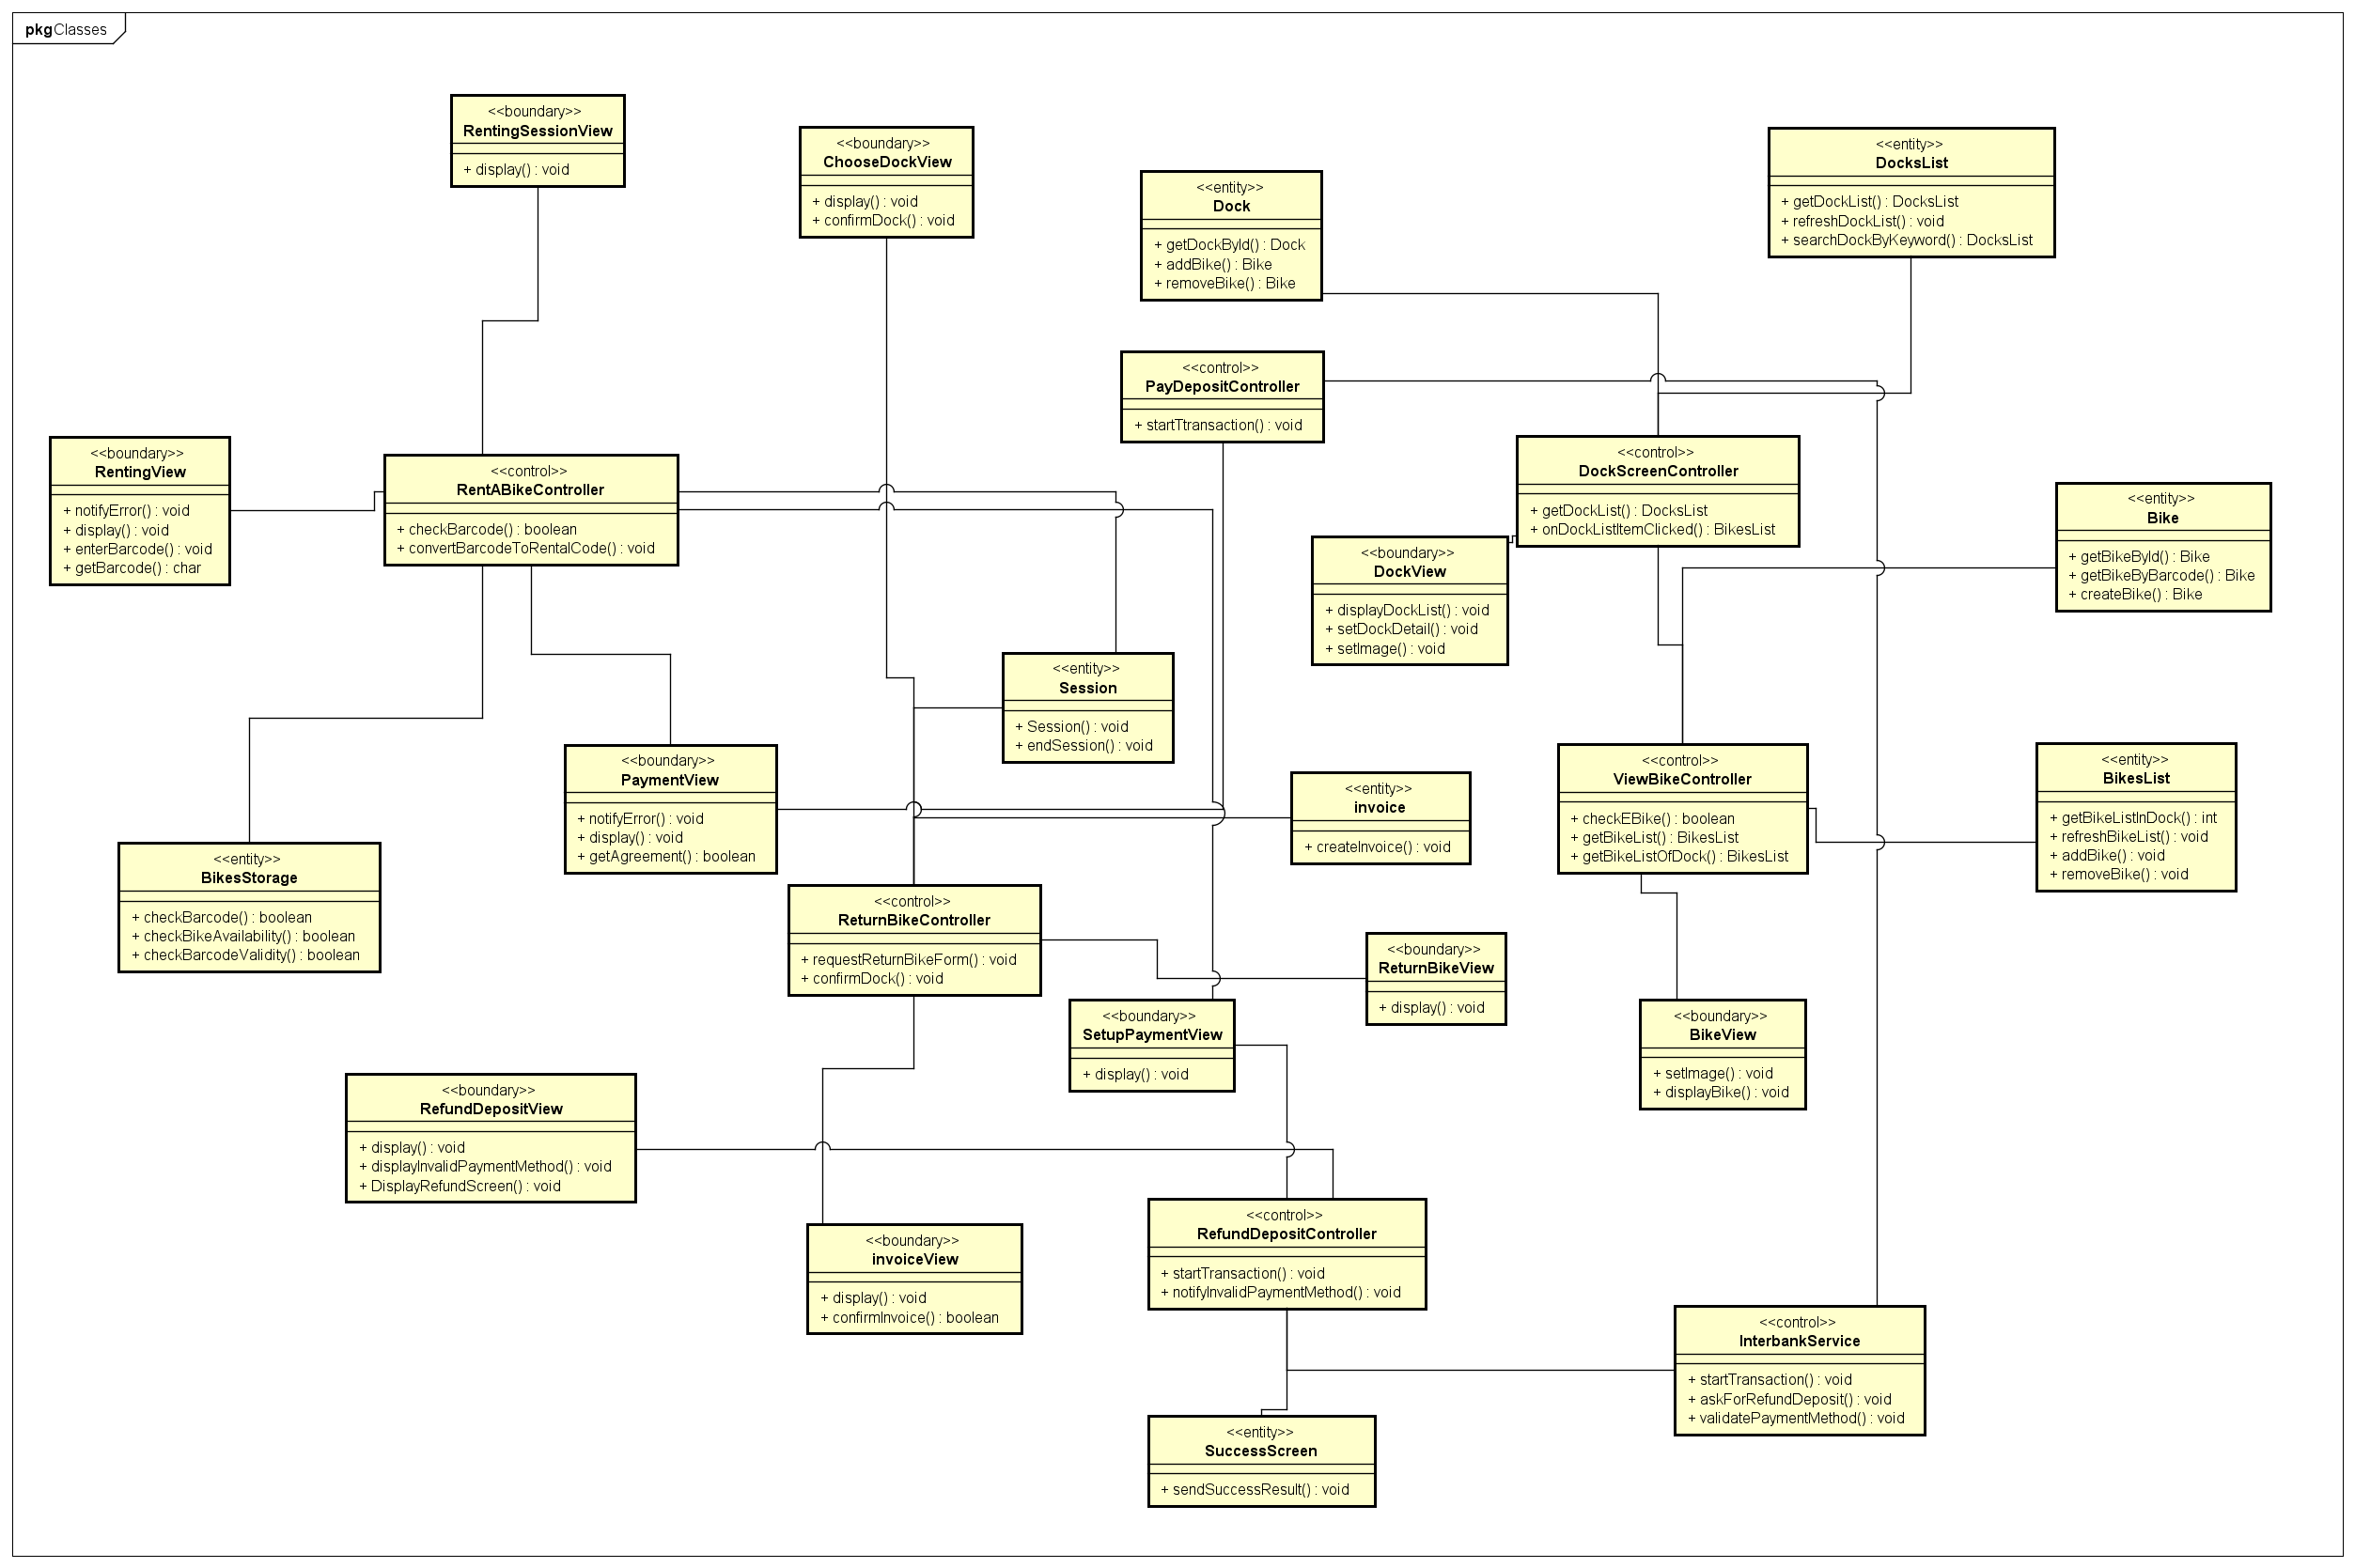 pkgClasses
<<boundary>>
RentingSessionView
+ display() : void
<<boundary>>
ChooseDockView
+ display() : void
+ confirmDock() : void
<<entity>>
Dock
+ getDockById() : Dock
+ addBike() : Bike
+ removeBike() : Bike
<<entity>>
DocksList
+ getDockList() : DocksList
+ refreshDockList() : void
+ searchDockByKeyword() : DocksList
<<control>>
PayDepositController
+ startTtransaction() : void
<<boundary>>
RentingView
+ notifyError() : void
+ display() : void
+ enterBarcode() : void
+ getBarcode() : char
<<control>>
RentABikeController
+ checkBarcode() : boolean
+ convertBarcodeToRentalCode() : void
<<control>>
DockScreenController
+ getDockList() : DocksList
+ onDockListItemClicked() : BikesList
<<entity>>
Bike
+ getBikeById() : Bike
+ getBikeByBarcode() : Bike
+ createBike() : Bike
<<boundary>>
DockView
+ displayDockList() : void
+ setDockDetail() : void
+ setImage() : void
<<entity>>
Session
+ Session() : void
+ endSession() : void
<<boundary>>
PaymentView
+ notifyError() : void
+ display() : void
+ getAgreement() : boolean
<<entity>>
invoice
+ createInvoice() : void
<<control>>
ViewBikeController
+ checkEBike() : boolean
+ getBikeList() : BikesList
+ getBikeListOfDock() : BikesList
<<entity>>
BikesList
+ getBikeListInDock() : int
+ refreshBikeList() : void
+ addBike() : void
+ removeBike() : void
<<entity>>
BikesStorage
+ checkBarcode() : boolean
+ checkBikeAvailability() : boolean
+ checkBarcodeValidity() : boolean
<<control>>
ReturnBikeController
+ requestReturnBikeForm() : void
+ confirmDock() : void
<<boundary>>
ReturnBikeView
+ display() : void
<<boundary>>
SetupPaymentView
+ display() : void
<<boundary>>
BikeView
+ setImage() : void
+ displayBike() : void
<<boundary>>
RefundDepositView
+ display() : void
+ displayInvalidPaymentMethod() : void
+ DisplayRefundScreen() : void
<<control>>
RefundDepositController
+ startTransaction() : void
+ notifyInvalidPaymentMethod() : void
<<boundary>>
invoiceView
+ display() : void
+ confirmInvoice() : boolean
<<control>>
InterbankService
+ startTransaction() : void
+ askForRefundDeposit() : void
+ validatePaymentMethod() : void
<<entity>>
SuccessScreen
+ sendSuccessResult() : void